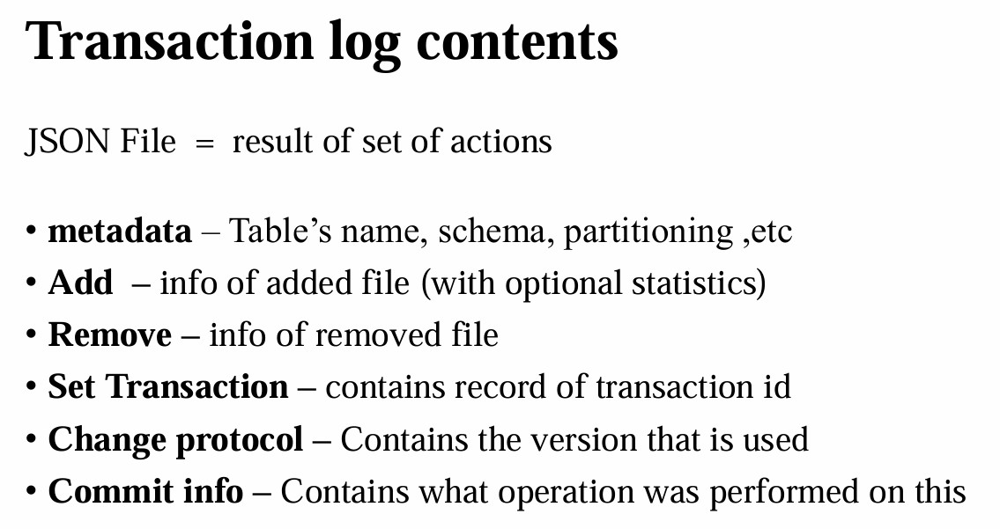 Transaction log contents
JSON File = result of set of actions
• metadata – Table’s name, schema, partitioning ,etc
• Add – info of added file (with optional statistics)
• Remove – info of removed file
• Set Transaction – contains record of transaction id
• Change protocol – Contains the version that is used
• Commit info – Contains what operation was performed on this